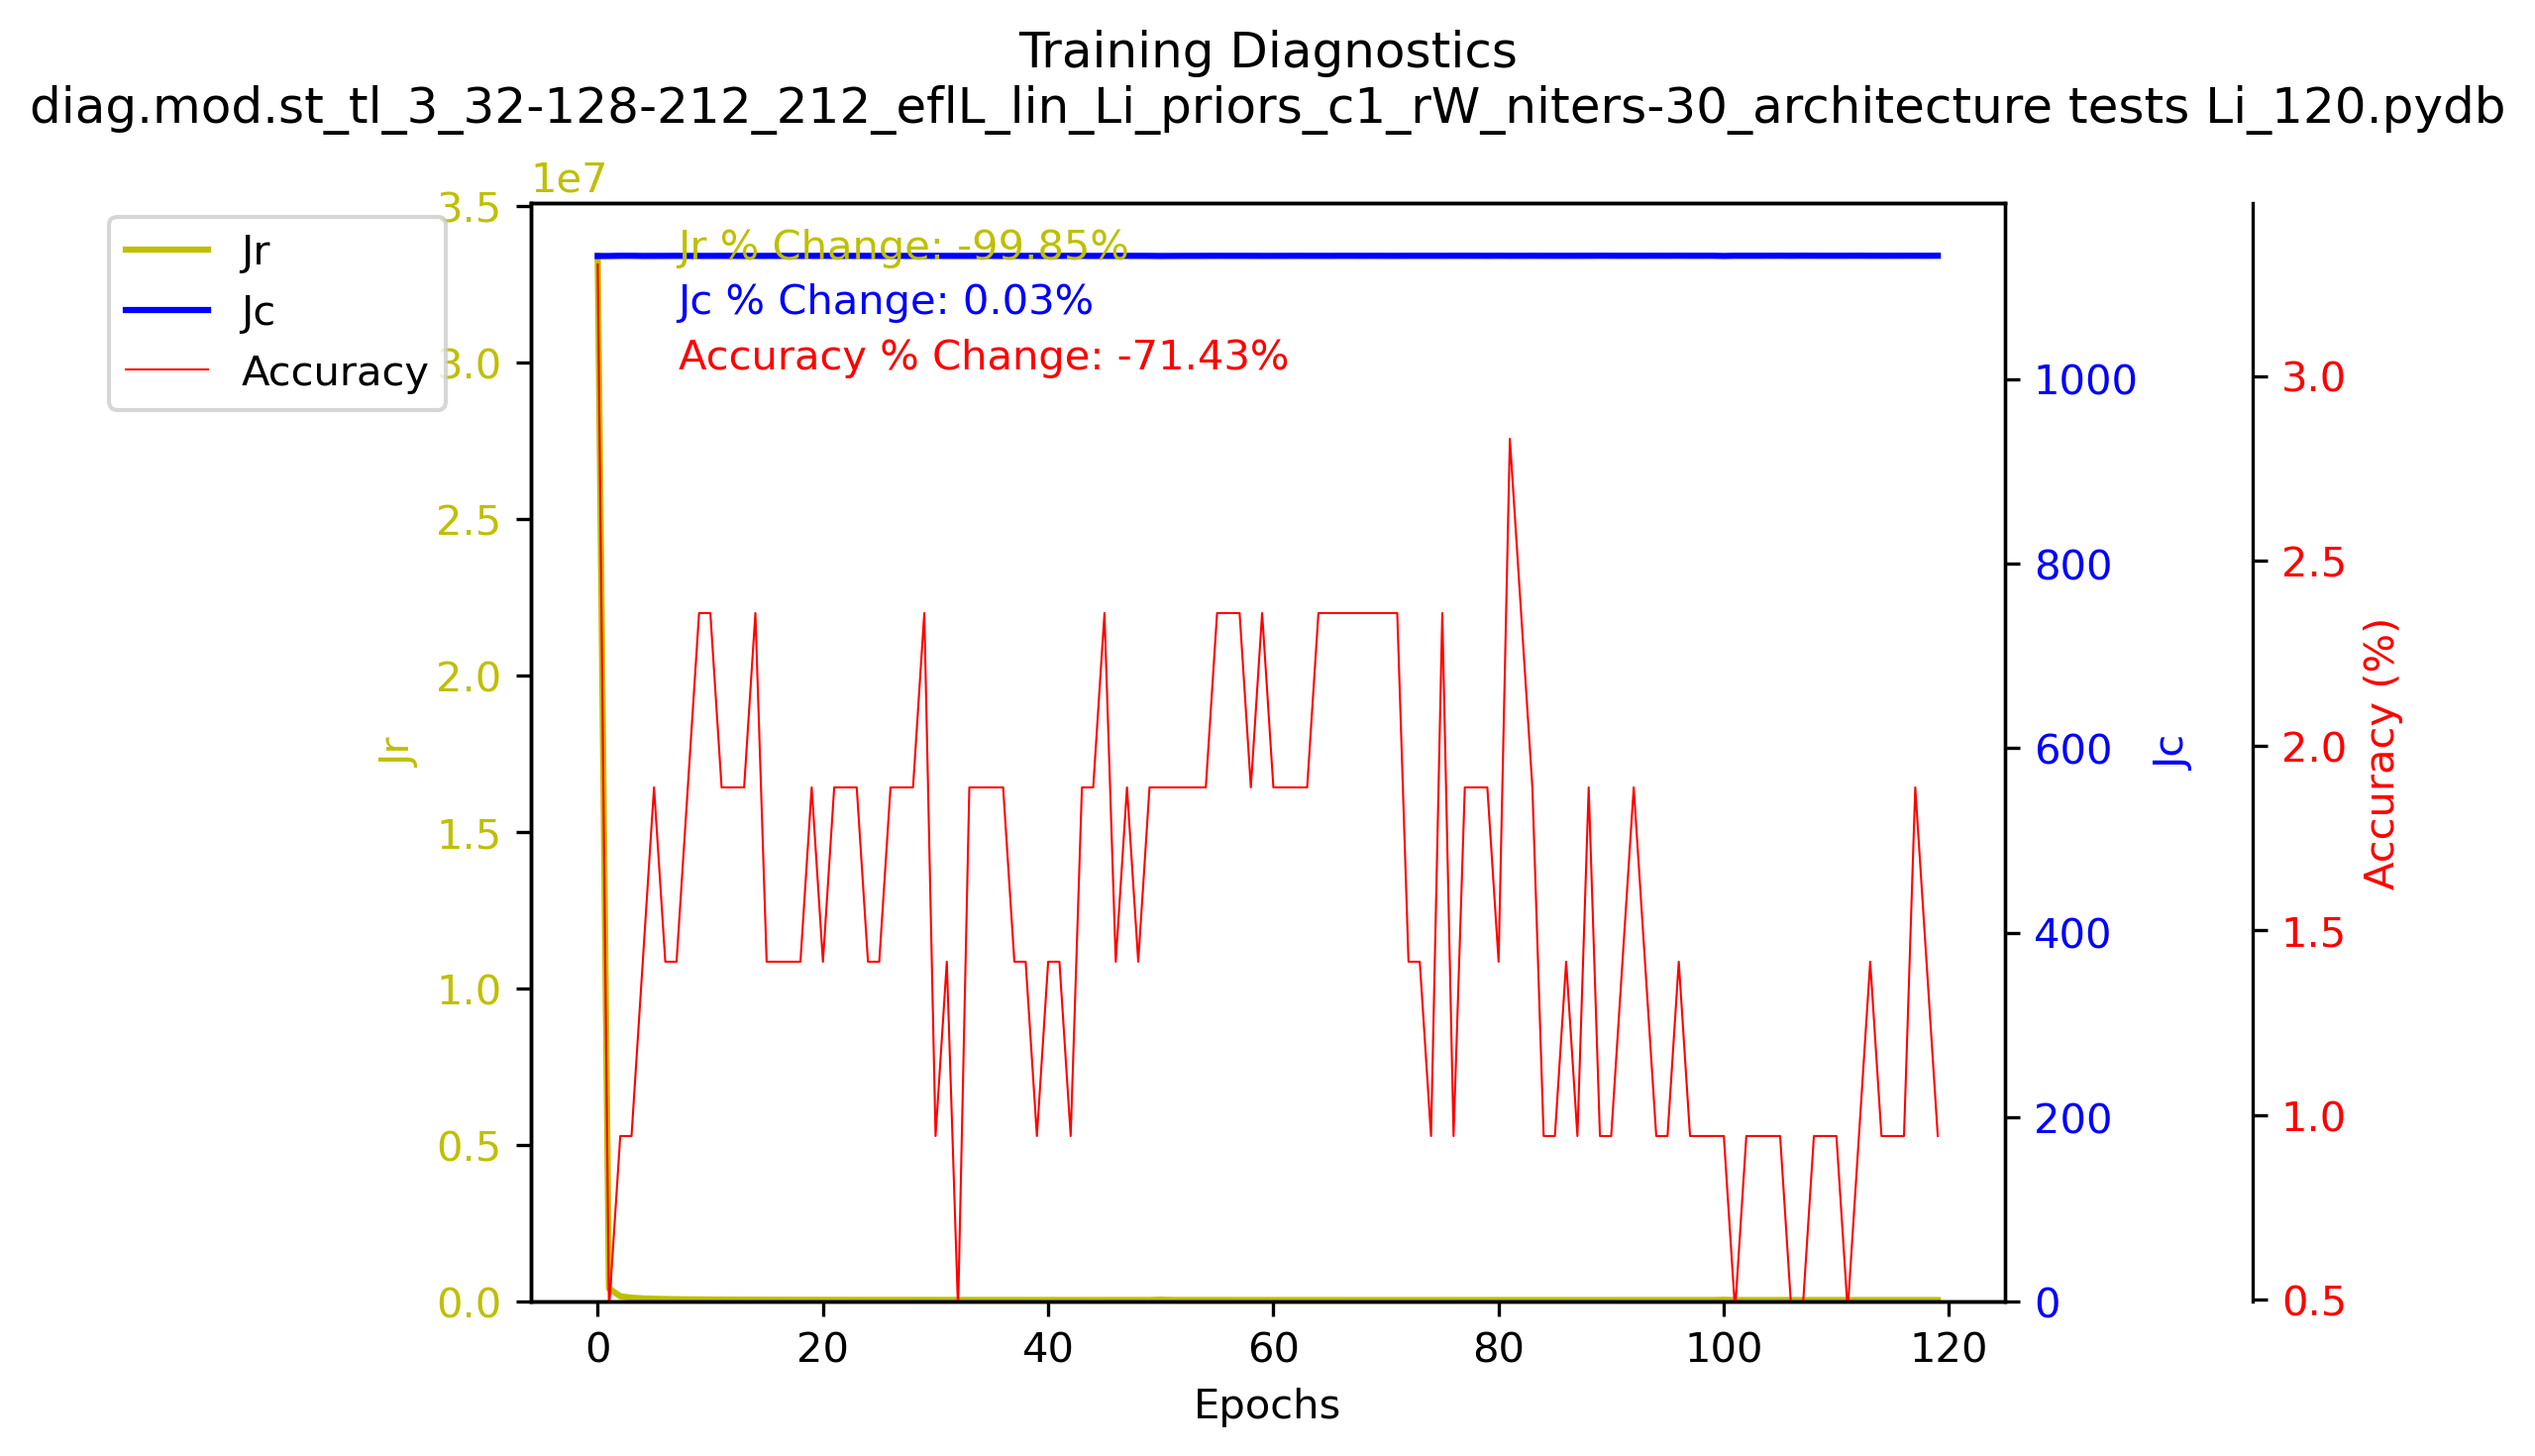 Training Diagnostics
diag.mod.st_tl_3_32-128-212_212_eflL_lin_Li_priors_c1_rW_niters-30_architecture tests Li_120.pydb
1e7
Jr
Jc
Accuracy
Jr % Change: -99.85%
Jc % Change: 0.03%
Accuracy % Change: -71.43%
3.5
3.0
2.5
2.0
1.5
1.0
0.5
0.0
Jr
1000
800
600
400
200
0
Jc
3.0
2.5
2.0
1.5
1.0
0.5
Accuracy (%)
0 20 40 60 80 100 120
Epochs